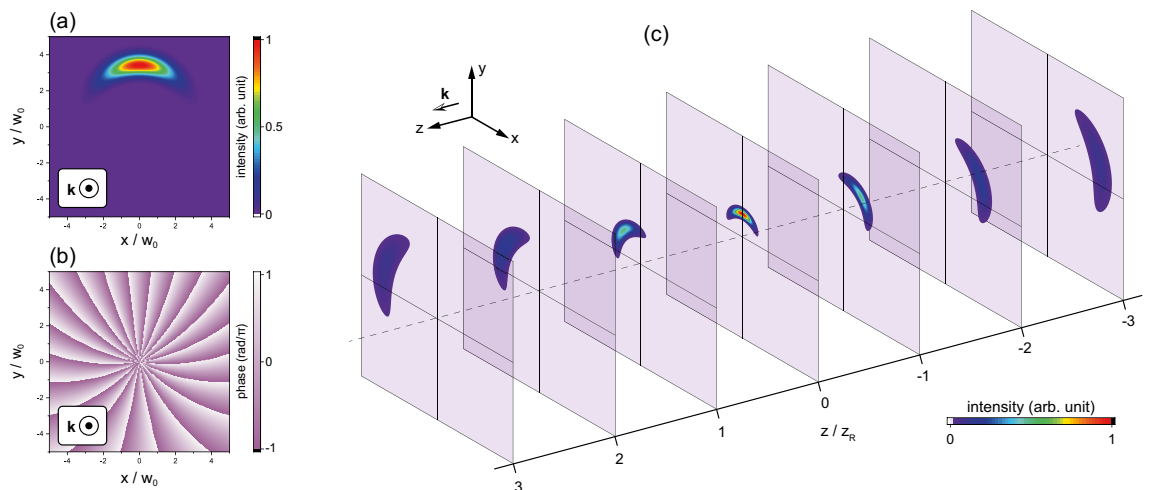 (a)
y / w₀
4
2
0
-2
-4
-4 -2 0 2 4
x / w₀
k
intensity (arb. unit)
1
0.5
0
(b)
y / w₀
4
2
0
-2
-4
-4 -2 0 2 4
x / w₀
k
phase (rad/π)
1
0
-1
(c)
y
k
z
x
-3
-2
-1
0
1
2
3
z / zR
intensity (arb. unit)
0 1